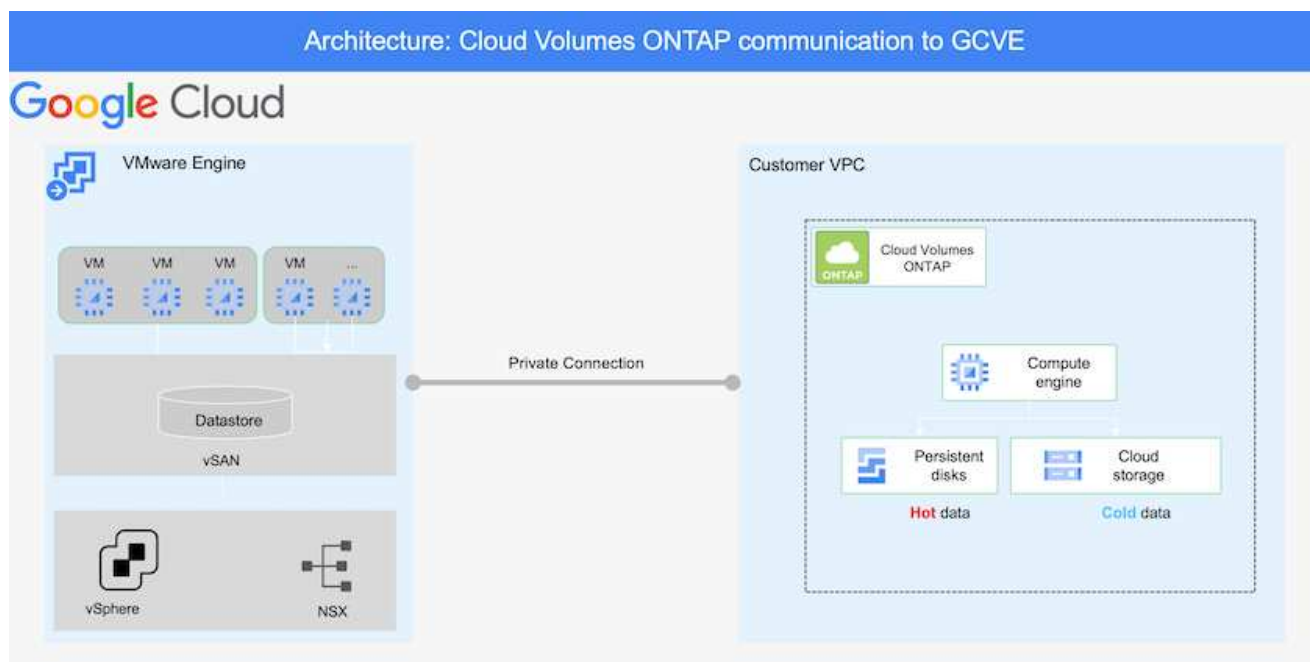 Architecture: Cloud Volumes ONTAP communication to GCVE
Google Cloud
VMware Engine
VM VM VM VM ...
Datastore
vSAN
vSphere
NSX
Private Connection
Customer VPC
ONTAP
Cloud Volumes
ONTAP
Compute
engine
Persistent
disks
Hot data
Cloud
storage
Cold data